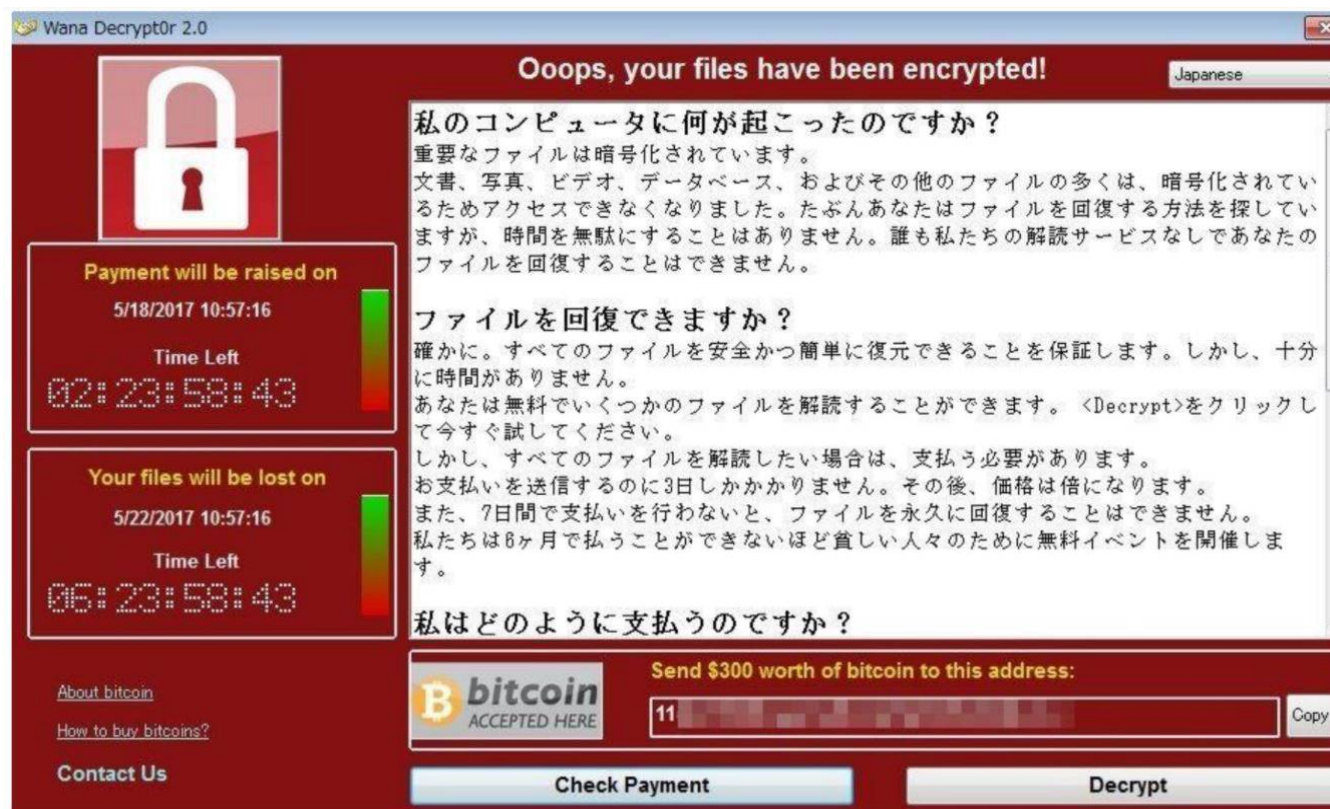 Wana Decrypt0r 2.0
Ooops, your files have been encrypted!
Japanese
Payment will be raised on
5/18/2017 10:57:16
Time Left
02:23:58:43
Your files will be lost on
5/22/2017 10:57:16
Time Left
06:23:58:43
About bitcoin
How to buy bitcoins?
Contact Us
私のコンピュータに何が起こったのですか？
重要なファイルは暗号化されています。
文書、写真、ビデオ、データベース、およびその他のファイルの多くは、暗号化されてい
るためアクセスできなくなりました。たぶんあなたはファイルを回復する方法を探してい
ますが、時間を無駄にすることはありません。誰も私たちの解読サービスなしであなたの
ファイルを回復することはできません。
ファイルを回復できますか？
確かに。すべてのファイルを安全かつ簡単に復元できることを保証します。しかし、十分
に時間がありません。
あなたは無料でいくつかのファイルを解読することができます。 <Decrypt>をクリックし
て今すぐ試してください。
しかし、すべてのファイルを解読したい場合は、支払う必要があります。
お支払いを送信するのに3日しかかかりません。その後、価格は倍になります。
また、7日間で支払いを行わないと、ファイルを永久に回復することはできません。
私たちは6ヶ月で払うことができないほど貧しい人々のために無料イベントを開催しま
す。
私はどのように支払うのですか？
bitcoin
ACCEPTED HERE
Send $300 worth of bitcoin to this address:
11
Copy
Check Payment
Decrypt